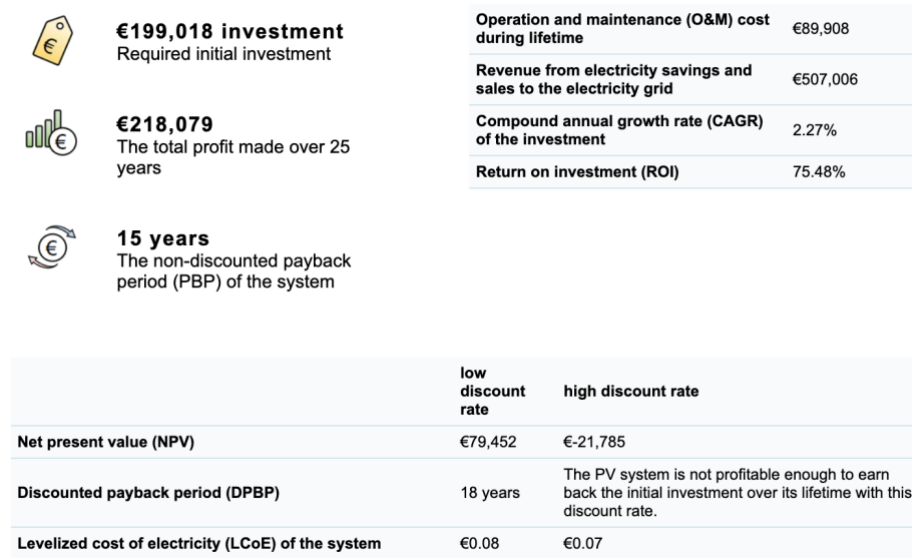 €199,018 investment
Required initial investment
€218,079
The total profit made over 25
years
15 years
The non-discounted payback
period (PBP) of the system
Operation and maintenance (O&M) cost
during lifetime
€89,908
Revenue from electricity savings and
sales to the electricity grid
€507,006
Compound annual growth rate (CAGR)
of the investment
2.27%
Return on investment (ROI)
75.48%
low
discount
rate
high discount rate
Net present value (NPV)
€79,452
€-21,785
Discounted payback period (DPBP)
18 years
The PV system is not profitable enough to earn
back the initial investment over its lifetime with this
discount rate.
Levelized cost of electricity (LCoE) of the system
€0.08
€0.07